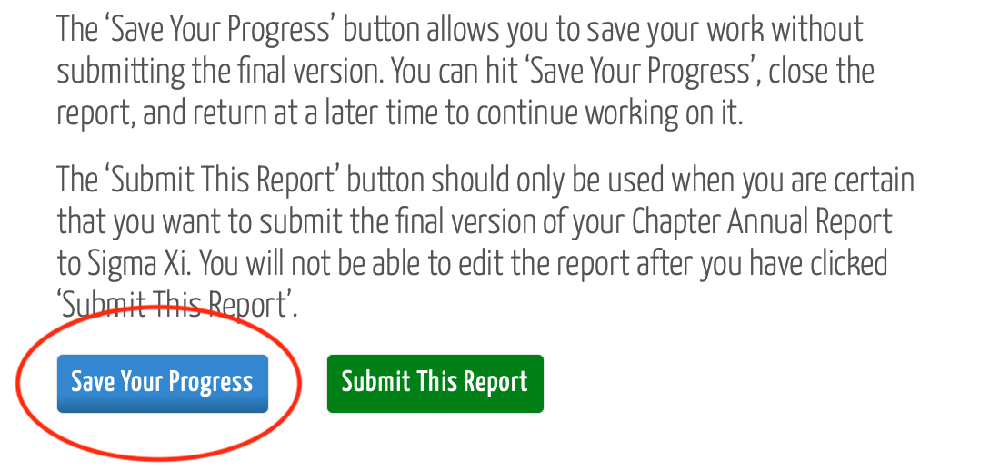 The ‘Save Your Progress’ button allows you to save your work without
submitting the final version. You can hit ‘Save Your Progress’, close the
report, and return at a later time to continue working on it.
The ‘Submit This Report’ button should only be used when you are certain
that you want to submit the final version of your Chapter Annual Report
to Sigma Xi. You will not be able to edit the report after you have clicked
‘Submit This Report’.
Save Your Progress
Submit This Report